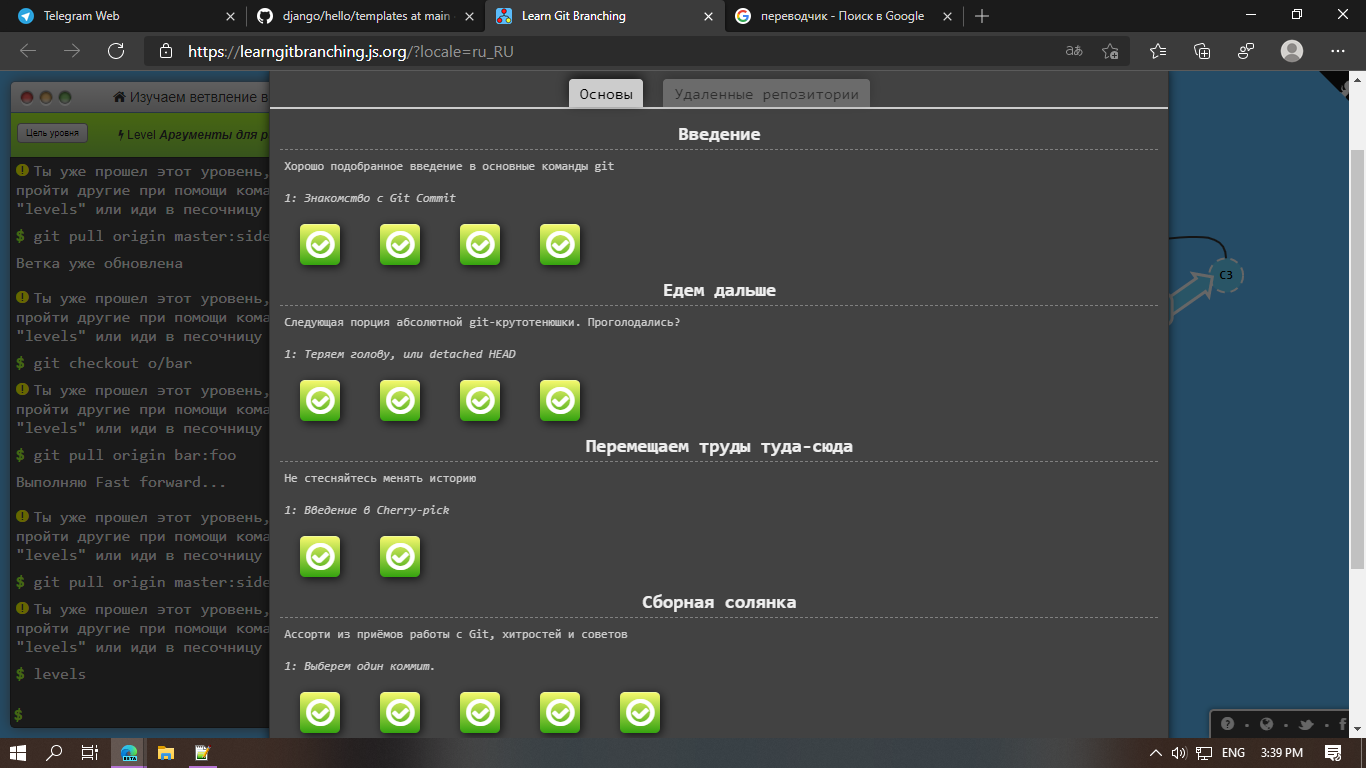 Telegram Web
django/hello/templates at main
Learn Git Branching
переводчик - Поиск в Google
https://learngitbranching.js.org/?locale=ru_RU
Изучаем ветвление в
Цель уровня
Level Аргументы для
Ты уже прошел этот уровень,
пройти другие при помощи
"levels" или иди в песочницу
$ git pull origin master:side
Ветка уже обновлена
Ты уже прошел этот уровень,
пройти другие при помощи
"levels" или иди в песочницу
$ git checkout o/bar
Ты уже прошел этот уровень,
пройти другие при помощи
"levels" или иди в песочницу
$ git pull origin bar:foo
Выполняю Fast forward...
Ты уже прошел этот уровень,
пройти другие при помощи
"levels" или иди в песочницу
$ git pull origin master:side
Ты уже прошел этот уровень,
пройти другие при помощи
"levels" или иди в песочницу
$ levels
$
Основы
Удаленные репозитории
Введение
Хорошо подобранное введение в основные команды git
1: Знакомство с Git Commit
Едем дальше
Следующая порция абсолютной git-крутотенюшки. Проголодались?
1: Теряем голову, или detached HEAD
Перемещаем труды туда-сюда
Не стесняйтесь менять историю
1: Введение в Cherry-pick
Сборная солянка
Ассорти из приёмов работы с Git, хитростей и советов
1: Выберем один коммит.
C3
BETA
ENG
3:39 PM